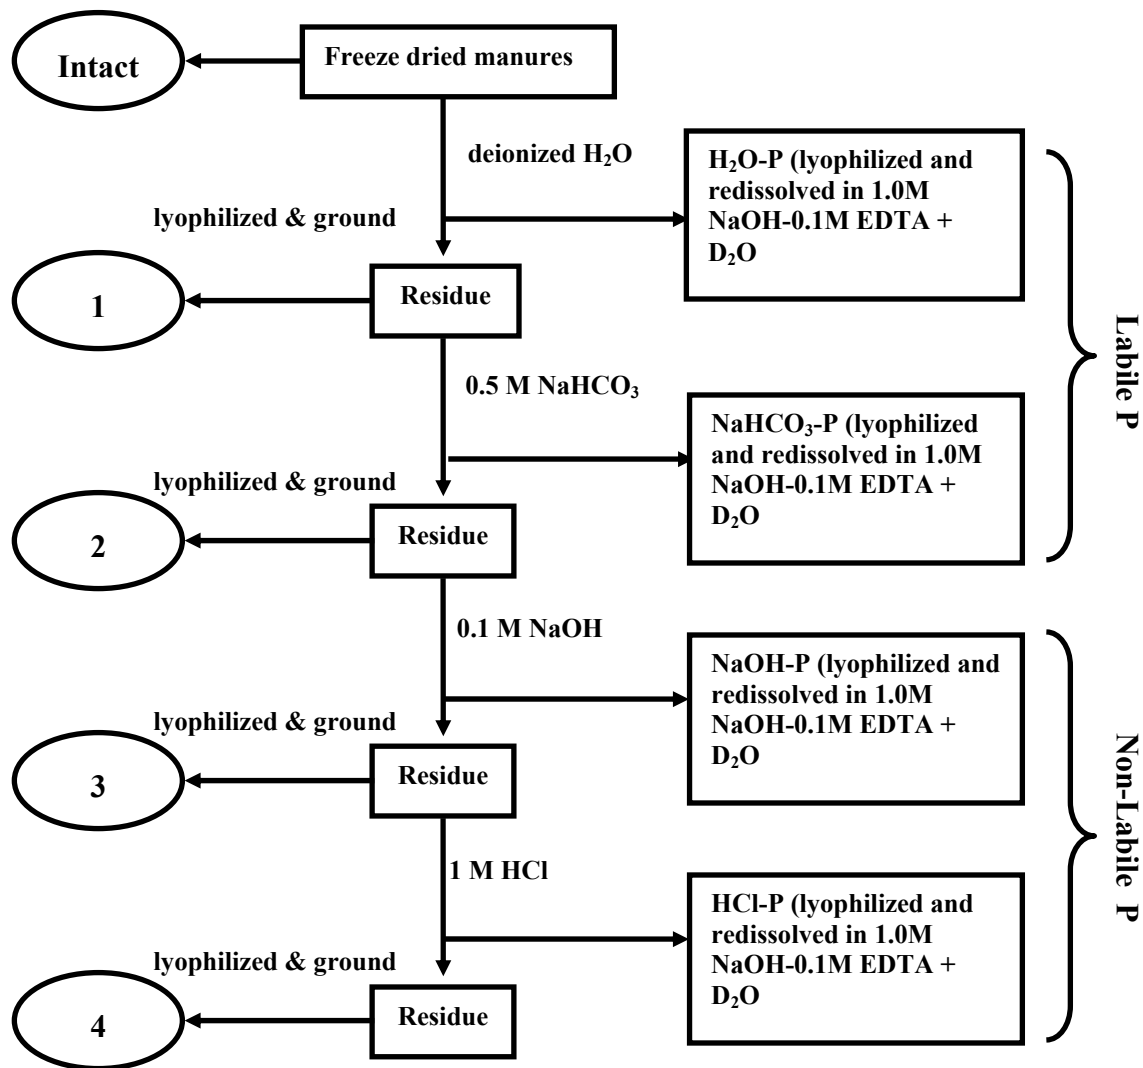 Intact
Freeze dried manures
deionized H₂O
H₂O-P (lyophilized and
redissolved in 1.0M
NaOH-0.1M EDTA +
D₂O
lyophilized & ground
1
Residue
Labile P
0.5 M NaHCO₃
NaHCO₃-P (lyophilized
and redissolved in 1.0M
NaOH-0.1M EDTA +
D₂O
lyophilized & ground
2
Residue
0.1 M NaOH
NaOH-P (lyophilized and
redissolved in 1.0M
NaOH-0.1M EDTA +
D₂O
lyophilized & ground
3
Residue
Non-Labile P
1 M HCl
HCl-P (lyophilized and
redissolved in 1.0M
NaOH-0.1M EDTA +
D₂O
lyophilized & ground
4
Residue